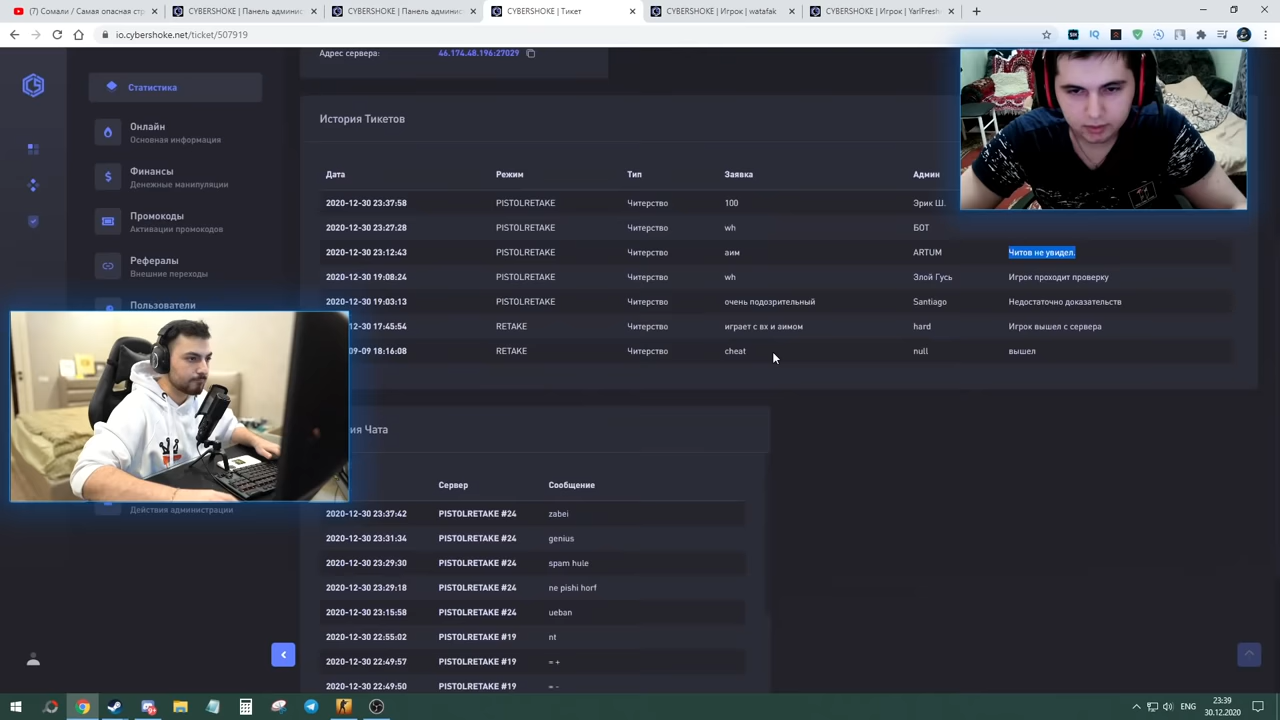 (7) Сомали / Самая опасная стр
CYBERSHOKE | Панель админис
CYBERSHOKE | Панель админис
CYBERSHOKE | Тикет
CYBERSHOKE | Игрок | watafak
CYBERSHOKE | Игрок | YarlFresh
io.cybershoke.net/ticket/507919
Адрес сервера: 46.174.48.196:27029
Статистика
Онлайн
Основная информация
Финансы
Денежные манипуляции
Промокоды
Активации промокодов
Рефералы
Внешние переходы
Пользователи
Действия администрации
История Тикетов
Дата Режим Тип Заявка Админ
2020-12-30 23:37:58 PISTOLRETAKE Читерство 100 Эрик Ш.
2020-12-30 23:27:28 PISTOLRETAKE Читерство wh БОТ
2020-12-30 23:12:43 PISTOLRETAKE Читерство аим ARTUM Читов не увидел.
2020-12-30 19:08:24 PISTOLRETAKE Читерство wh Злой Гусь Игрок проходит проверку
2020-12-30 19:03:13 PISTOLRETAKE Читерство очень подозрительный Santiago Недостаточно доказательств
-30 17:45:54 RETAKE Читерство играет с вх и аимом hard Игрок вышел с сервера
09-09 18:16:08 RETAKE Читерство cheat null вышел
ия Чата
Сервер Сообщение
2020-12-30 23:37:42 PISTOLRETAKE #24 zabei
2020-12-30 23:31:34 PISTOLRETAKE #24 genius
2020-12-30 23:29:30 PISTOLRETAKE #24 spam hule
2020-12-30 23:29:18 PISTOLRETAKE #24 ne pishi horf
2020-12-30 23:15:58 PISTOLRETAKE #24 ueban
2020-12-30 22:55:02 PISTOLRETAKE #19 nt
2020-12-30 22:49:57 PISTOLRETAKE #19 = +
2020-12-30 22:49:50 PISTOLRETAKE #19 = -
ENG
23:39
30.12.2020